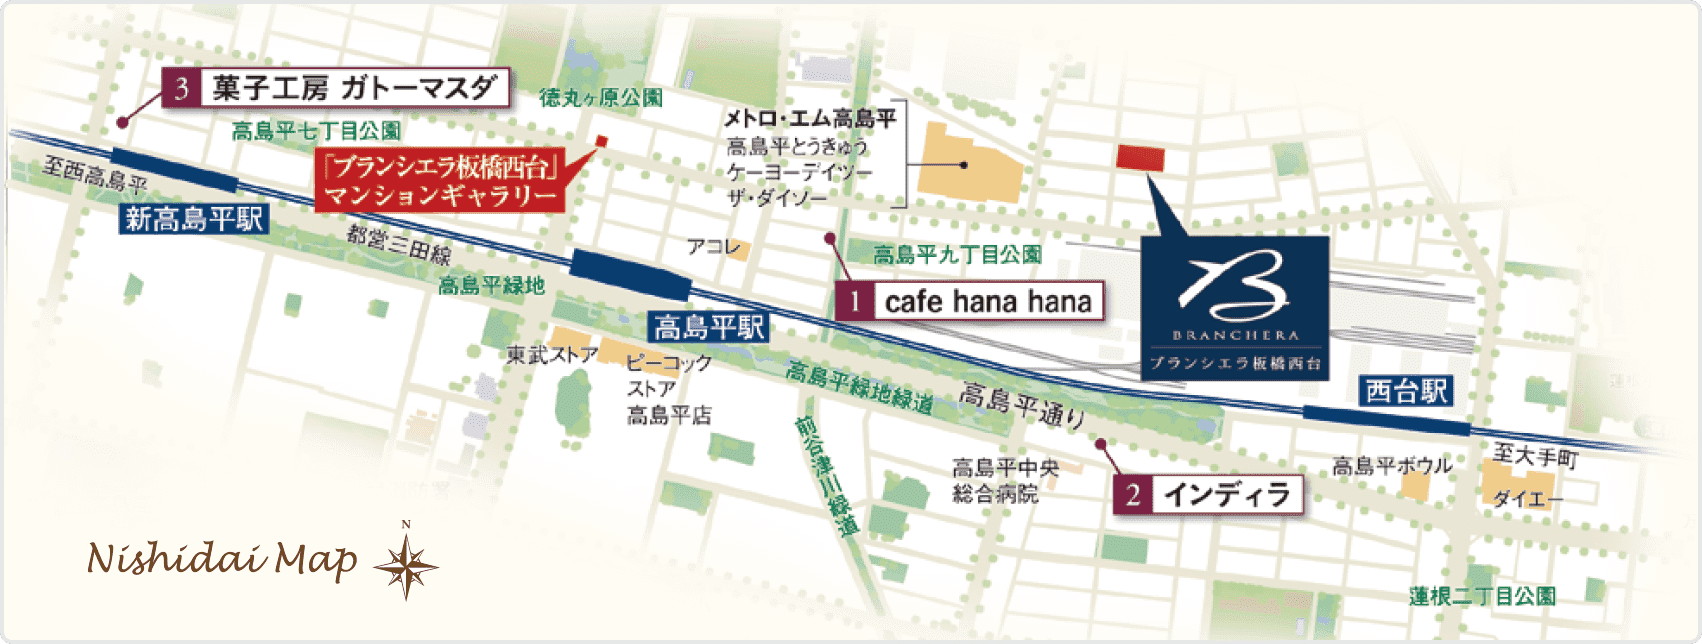 3 菓子工房 ガトーマスダ
徳丸ヶ原公園
高島平七丁目公園
メトロ・エム高島平
高島平とうきゅう
ケーヨーデイツー
ザ・ダイソー
「ブランシエラ板橋西台」
マンションギャラリー
至西高島平
新高島平駅
都営三田線
アコレ
高島平九丁目公園
高島平緑地
1 cafe hana hana
B
BRANCHERA
ブランシエラ板橋西台
高島平駅
東武ストア
ピーコック
ストア
高島平店
高島平緑地緑道
高島平通り
西台駅
前谷津川緑道
高島平中央
総合病院
2 インディラ
高島平ボウル
至大手町
ダイエー
N
Nishidai Map
蓮根二丁目公園